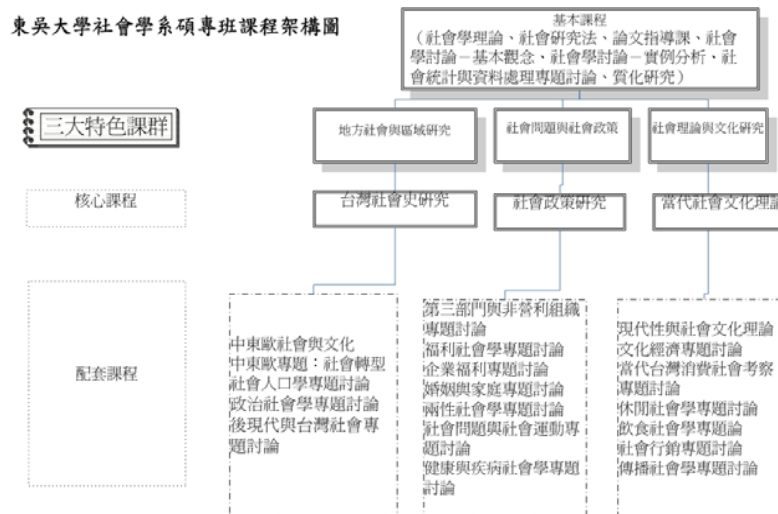 東吳大學社會學系碩專班課程架構圖
基本課程
（社會學理論、社會研究法、論文指導課、社會
學討論－基本觀念、社會學討論－實例分析、社
會統計與資料處理專題討論、質化研究）
三大特色課群
地方社會與區域研究
社會問題與社會政策
社會理論與文化研究
核心課程
台灣社會史研究
社會政策研究
當代社會文化理論
配套課程
中東歐社會與文化
中東歐專題：社會轉型
社會人口學專題討論
政治社會學專題討論
後現代與台灣社會專
題討論
第三部門與非營利組織
專題討論
福利社會學專題討論
企業福利專題討論
婚姻與家庭專題討論
兩性社會學專題討論
社會問題與社會運動專
題討論
健康與疾病社會學專題
討論
現代性與社會文化理論
文化經濟專題討論
當代台灣消費社會考察
專題討論
休閒社會學專題討論
飲食社會學專題論
社會行銷專題討論
傳播社會學專題討論